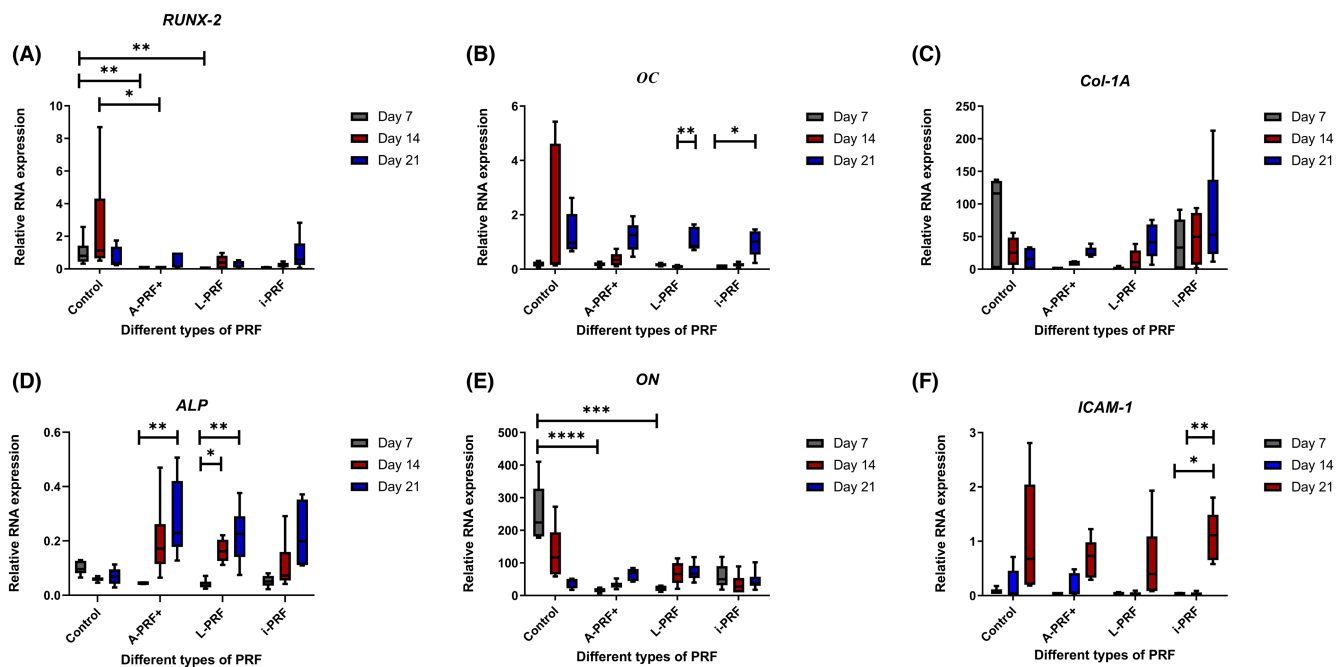 RUNX-2
(A)
**
**
*
Relative RNA expression
10
8
6
4
2
0
Control
A-PRF+
L-PRF
i-PRF
Different types of PRF
Day 7
Day 14
Day 21
(B)
OC
**
*
Relative RNA expression
6
4
2
0
Control
A-PRF+
L-PRF
i-PRF
Different types of PRF
Day 7
Day 14
Day 21
(C)
Col-1A
Relative RNA expression
250
200
150
100
50
0
Control
A-PRF+
L-PRF
i-PRF
Different types of PRF
Day 7
Day 14
Day 21
(D)
ALP
**
**
*
Relative RNA expression
0.6
0.4
0.2
0.0
Control
A-PRF+
L-PRF
i-PRF
Different types of PRF
Day 7
Day 14
Day 21
(E)
ON
***
****
Relative RNA expression
500
400
300
200
100
0
Control
A-PRF+
L-PRF
i-PRF
Different types of PRF
Day 7
Day 14
Day 21
(F)
ICAM-1
**
*
Relative RNA expression
3
2
1
0
Control
A-PRF+
L-PRF
i-PRF
Different types of PRF
Day 7
Day 14
Day 21